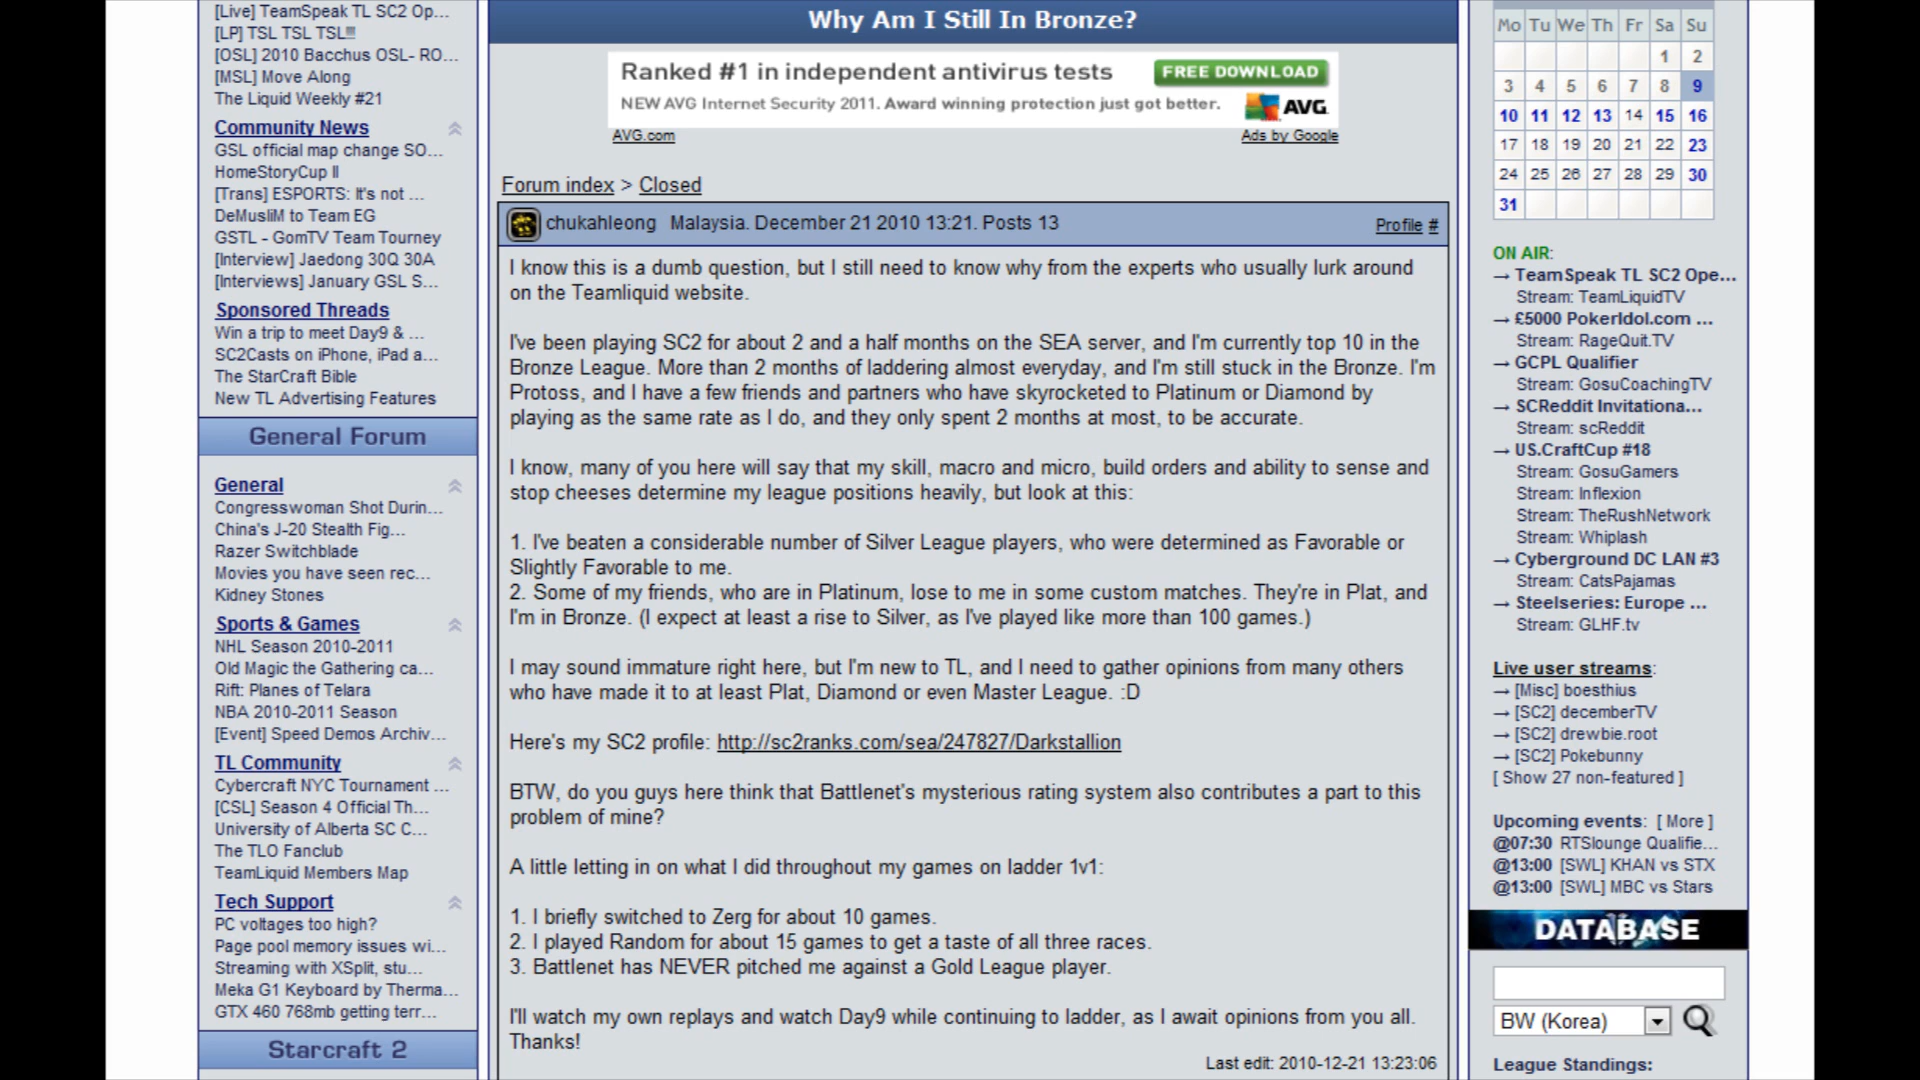 [Live] TeamSpeak TL SC2 Op...
[LP] TSL TSL TSL!!!
[OSL] 2010 Bacchus OSL- RO...
[MSL] Move Along
The Liquid Weekly #21
Community News
GSL official map change SO...
HomeStoryCup II
[Trans] ESPORTS: It's not ...
DeMusliM to Team EG
GSTL - GomTV Team Tourney
[Interview] Jaedong 30Q 30A
[Interviews] January GSL S...
Sponsored Threads
Win a trip to meet Day9 & ...
SC2Casts on iPhone, iPad a...
The StarCraft Bible
New TL Advertising Features
General Forum
General
Congresswoman Shot Durin...
China's J-20 Stealth Fig...
Razer Switchblade
Movies you have seen rec...
Kidney Stones
Sports & Games
NHL Season 2010-2011
Old Magic the Gathering ca...
Rift: Planes of Telara
NBA 2010-2011 Season
[Event] Speed Demos Archiv...
TL Community
Cybercraft NYC Tournament ...
[CSL] Season 4 Official Th...
University of Alberta SC C...
The TLO Fanclub
TeamLiquid Members Map
Tech Support
PC voltages too high?
Page pool memory issues wi...
Streaming with XSplit, stu...
Meka G1 Keyboard by Therma...
GTX 460 768mb getting terr...
Starcraft 2
Why Am I Still In Bronze?
Ranked #1 in independent antivirus tests
FREE DOWNLOAD
NEW AVG Internet Security 2011. Award winning protection just got better.
AVG
AVG.com
Ads by Google
Forum index > Closed
chukahleong Malaysia. December 21 2010 13:21. Posts 13
Profile #
I know this is a dumb question, but I still need to know why from the experts who usually lurk around
on the Teamliquid website.
I've been playing SC2 for about 2 and a half months on the SEA server, and I'm currently top 10 in the
Bronze League. More than 2 months of laddering almost everyday, and I'm still stuck in the Bronze. I'm
Protoss, and I have a few friends and partners who have skyrocketed to Platinum or Diamond by
playing as the same rate as I do, and they only spent 2 months at most, to be accurate.
I know, many of you here will say that my skill, macro and micro, build orders and ability to sense and
stop cheeses determine my league positions heavily, but look at this:
1. I've beaten a considerable number of Silver League players, who were determined as Favorable or
Slightly Favorable to me.
2. Some of my friends, who are in Platinum, lose to me in some custom matches. They're in Plat, and
I'm in Bronze. (I expect at least a rise to Silver, as I've played like more than 100 games.)
I may sound immature right here, but I'm new to TL, and I need to gather opinions from many others
who have made it to at least Plat, Diamond or even Master League. :D
Here's my SC2 profile: http://sc2ranks.com/sea/247827/Darkstallion
BTW, do you guys here think that Battlenet's mysterious rating system also contributes a part to this
problem of mine?
A little letting in on what I did throughout my games on ladder 1v1:
1. I briefly switched to Zerg for about 10 games.
2. I played Random for about 15 games to get a taste of all three races.
3. Battlenet has NEVER pitched me against a Gold League player.
I'll watch my own replays and watch Day9 while continuing to ladder, as I await opinions from you all.
Thanks!
Last edit: 2010-12-21 13:23:06
Mo Tu We Th Fr Sa Su
1 2
3 4 5 6 7 8 9
10 11 12 13 14 15 16
17 18 19 20 21 22 23
24 25 26 27 28 29 30
31
ON AIR:
→ TeamSpeak TL SC2 Ope...
Stream: TeamLiquidTV
→ £5000 PokerIdol.com ...
Stream: RageQuit.TV
→ GCPL Qualifier
Stream: GosuCoachingTV
→ SCReddit Invitationa...
Stream: scReddit
→ US.CraftCup #18
Stream: GosuGamers
Stream: Inflexion
Stream: TheRushNetwork
Stream: Whiplash
→ Cyberground DC LAN #3
Stream: CatsPajamas
→ Steelseries: Europe ...
Stream: GLHF.tv
Live user streams:
→ [Misc] boesthius
→ [SC2] decemberTV
→ [SC2] drewbie.root
→ [SC2] Pokebunny
[ Show 27 non-featured ]
Upcoming events: [ More ]
@07:30 RTSlounge Qualifie...
@13:00 [SWL] KHAN vs STX
@13:00 [SWL] MBC vs Stars
DATABASE
BW (Korea)
League Standings: